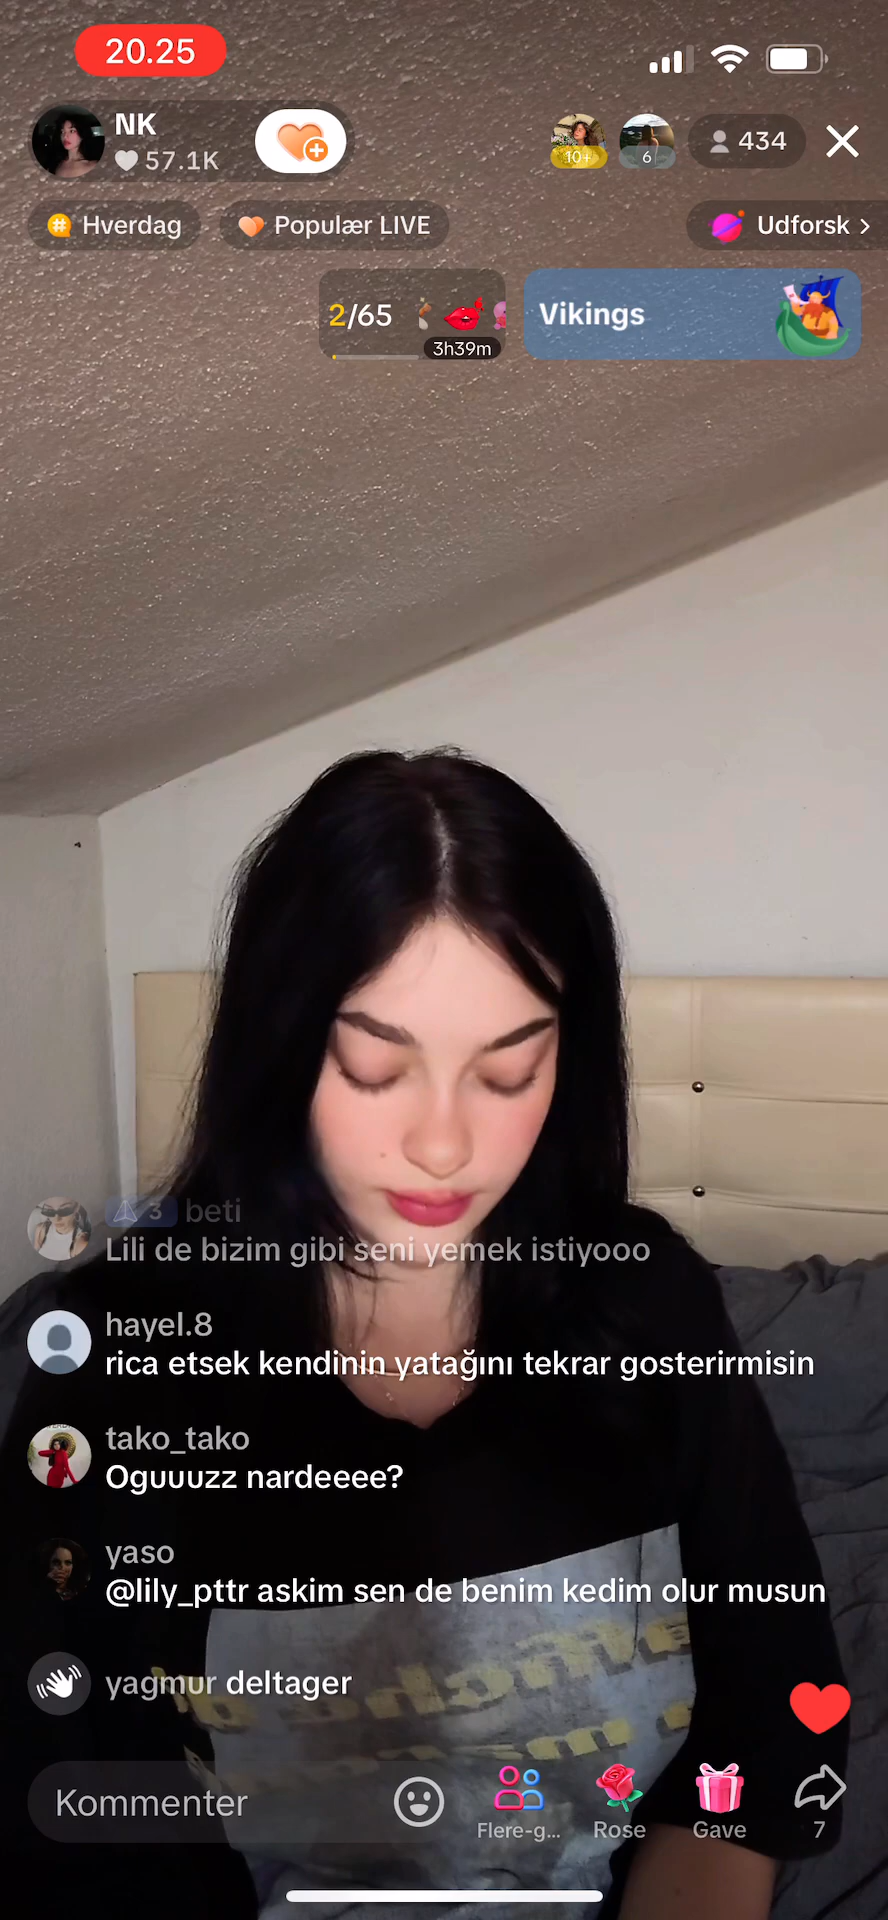 20.25
NK
57.1K
10+
6
434
Hverdag
Populær LIVE
Udforsk >
2/65
3h39m
Vikings
3 beti
Lili de bizim gibi seni yemek istiyooo
hayel.8
rica etsek kendinin yatağını tekrar gosterirmisin
tako_tako
Oguuuzz nardeeee?
yaso
@lily_pttr askim sen de benim kedim olur musun
yagmur deltager
Kommenter
Flere-g...
Rose
Gave
7